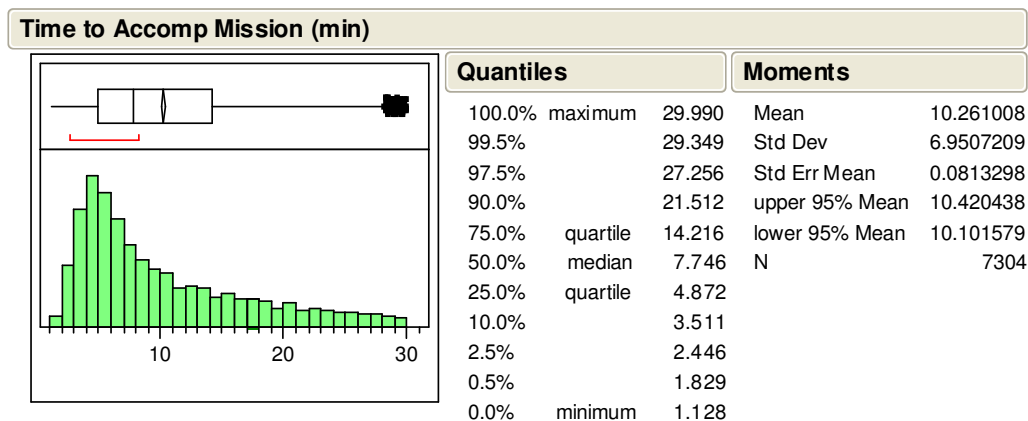 Time to Accomp Mission (min)
10 20 30
Quantiles
100.0% maximum 29.990
99.5% 29.349
97.5% 27.256
90.0% 21.512
75.0% quartile 14.216
50.0% median 7.746
25.0% quartile 4.872
10.0% 3.511
2.5% 2.446
0.5% 1.829
0.0% minimum 1.128
Moments
Mean 10.261008
Std Dev 6.9507209
Std Err Mean 0.0813298
upper 95% Mean 10.420438
lower 95% Mean 10.101579
N 7304